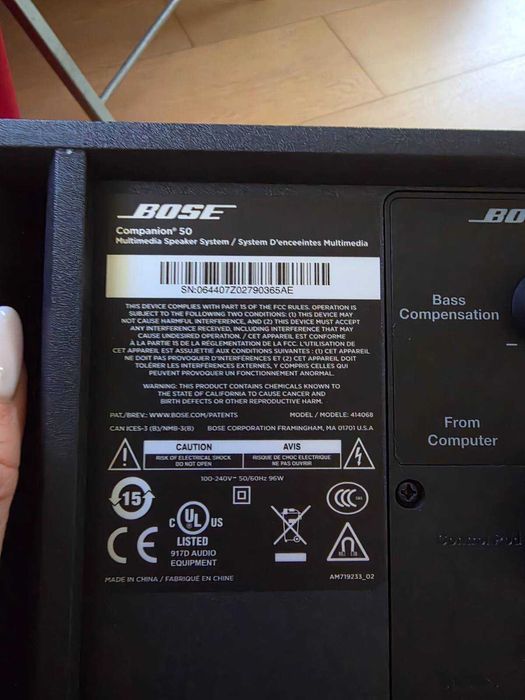 BOSE
Companion® 50
Multimedia Speaker System / System D'enceeintes Multimedia
SN:064407Z02790365AE
THIS DEVICE COMPLIES WITH PART 15 OF THE FCC RULES. OPERATION IS
SUBJECT TO THE FOLLOWING TWO CONDITIONS: (1) THIS DEVICE MAY
NOT CAUSE HARMFUL INTERFERENCE, AND (2) THIS DEVICE MUST ACCEPT
ANY INTERFERENCE RECEIVED, INCLUDING INTERFERENCE THAT MAY
CAUSE UNDESIRED OPERATION. / CET APPAREIL EST CONFORME
À LA PARTIE 15 DE LA RÈGLEMENTATION DE LA FCC. L'UTILISATION DE
CET APPAREIL EST ASSUJETTIE AUX CONDITIONS SUIVANTES : (1) CET APPAREIL
NE DOIT PAS PROVOQUER D'INTERFÉRENCES ET (2) CET APPAREIL DOIT
TOLÉRER LES INTERFÉRENCES EXTERNES, Y COMPRIS CELLES QUI
PEUVENT PROVOQUER UN FONCTIONNEMENT ANORMAL.
WARNING: THIS PRODUCT CONTAINS CHEMICALS KNOWN TO
THE STATE OF CALIFORNIA TO CAUSE CANCER AND
BIRTH DEFECTS OR OTHER REPRODUCTIVE HARM.
PAT./BREV.: WWW.BOSE.COM/PATENTS MODEL / MODELE: 414068
CAN ICES-3 (B)/NMB-3(B) BOSE CORPORATION FRAMINGHAM, MA 01701 U.S.A
CAUTION
RISK OF ELECTRICAL SHOCK
DO NOT OPEN
AVIS
RISQUE DE CHOC ELECTRIQUE
NE PAS OUVRIR
100-240V~ 50/60Hz 96W
15
C UL US
LISTED
917D AUDIO
EQUIPMENT
CCC
CE
MADE IN CHINA / FABRIQUÉ EN CHINE
AM719233_02
BO
Bass
Compensation
From
Computer
Control Pod